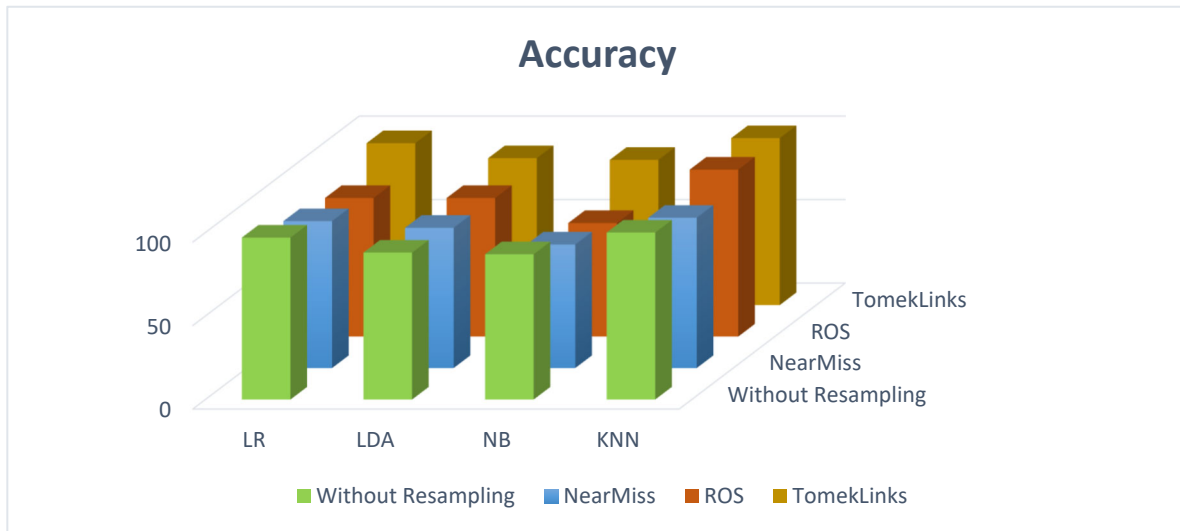 Accuracy
100
50
0
LR LDA NB KNN
TomekLinks
ROS
NearMiss
Without Resampling
Without Resampling NearMiss ROS TomekLinks